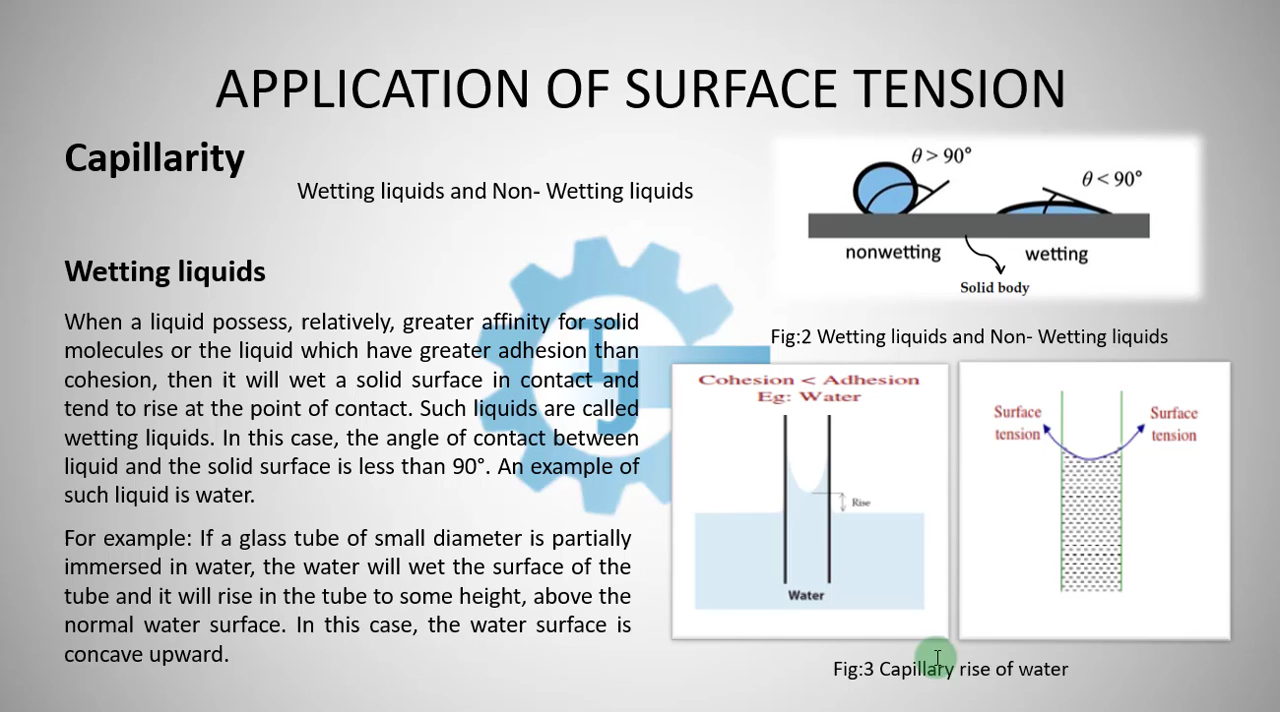 APPLICATION OF SURFACE TENSION
Capillarity
Wetting liquids and Non- Wetting liquids
Wetting liquids
When a liquid possess, relatively, greater affinity for solid
molecules or the liquid which have greater adhesion than
cohesion, then it will wet a solid surface in contact and
tend to rise at the point of contact. Such liquids are called
wetting liquids. In this case, the angle of contact between
liquid and the solid surface is less than 90°. An example of
such liquid is water.
For example: If a glass tube of small diameter is partially
immersed in water, the water will wet the surface of the
tube and it will rise in the tube to some height, above the
normal water surface. In this case, the water surface is
concave upward.
θ > 90°
θ < 90°
nonwetting
wetting
Solid body
Fig:2 Wetting liquids and Non- Wetting liquids
Cohesion < Adhesion
Eg: Water
Rise
Water
Surface
tension
Surface
tension
Fig:3 Capillary rise of water